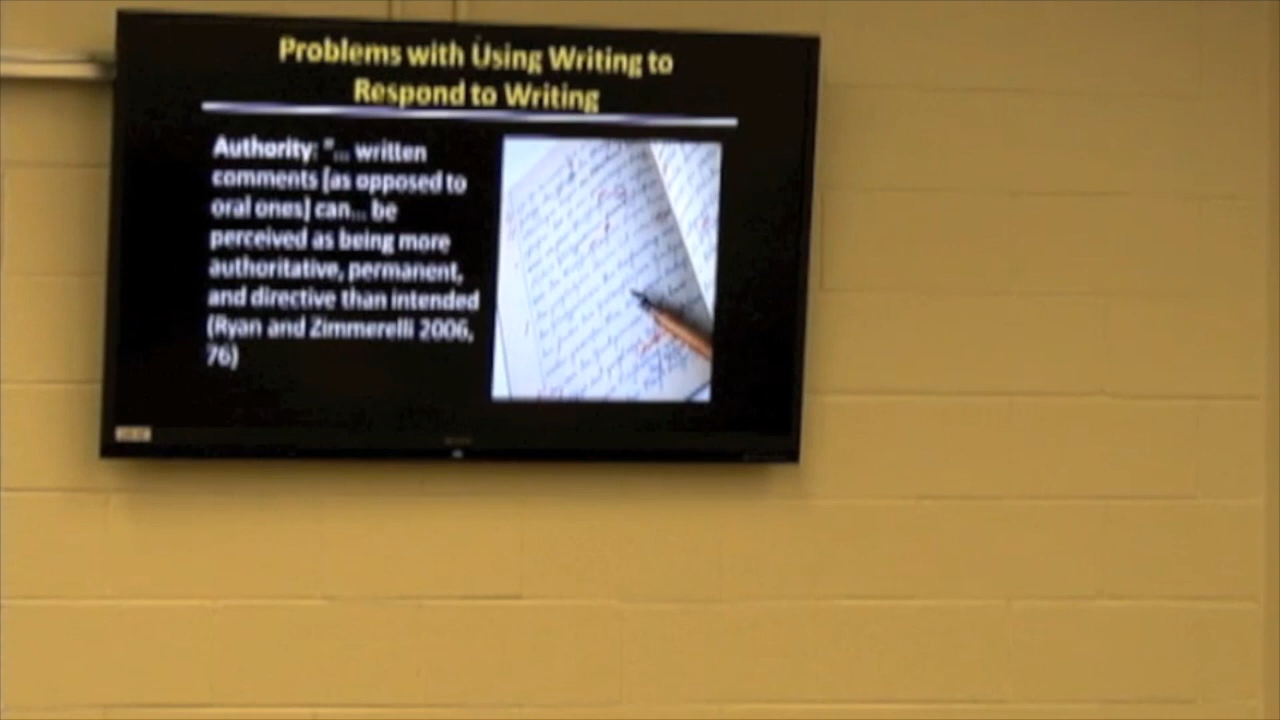 Problems with Using Writing to
Respond to Writing
Authority: "... written
comments [as opposed to
oral ones] can... be
perceived as being more
authoritative, permanent,
and directive than intended
(Ryan and Zimmerelli 2006,
76)